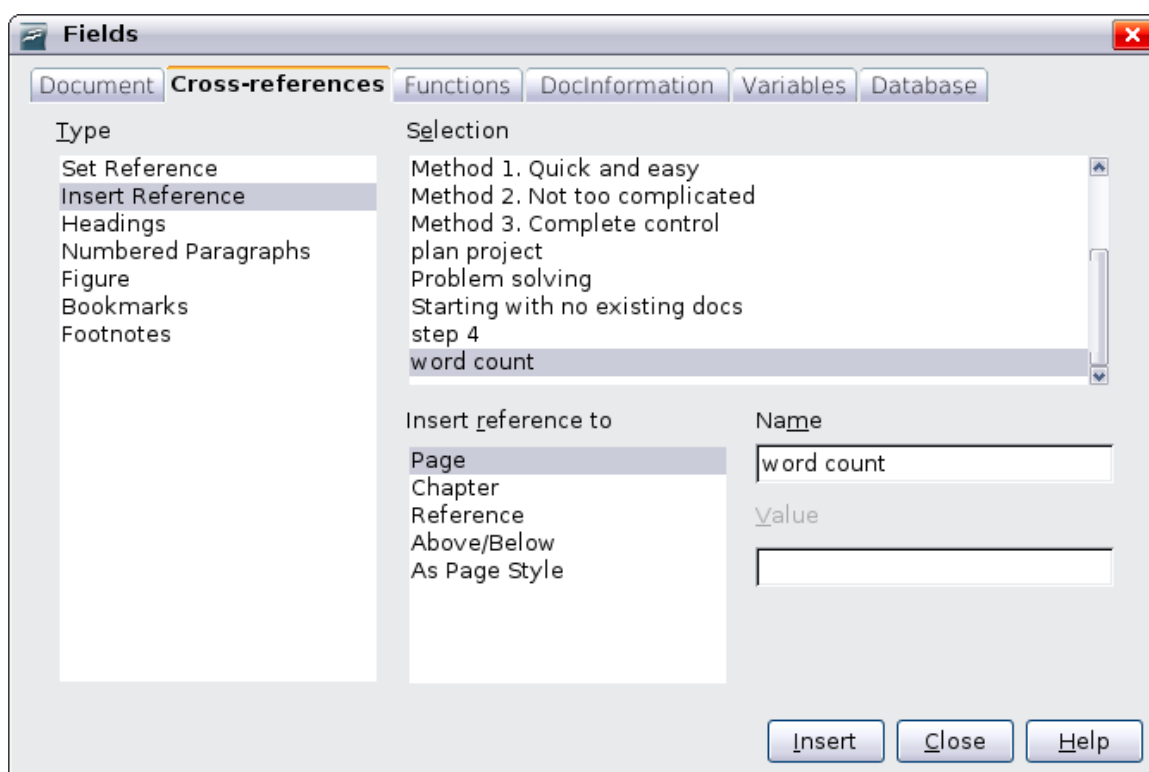 Fields
Document Cross-references Functions DocInformation Variables Database
Type
Set Reference
Insert Reference
Headings
Numbered Paragraphs
Figure
Bookmarks
Footnotes
Selection
Method 1. Quick and easy
Method 2. Not too complicated
Method 3. Complete control
plan project
Problem solving
Starting with no existing docs
step 4
word count
Insert reference to
Page
Chapter
Reference
Above/Below
As Page Style
Name
word count
Value
Insert Close Help